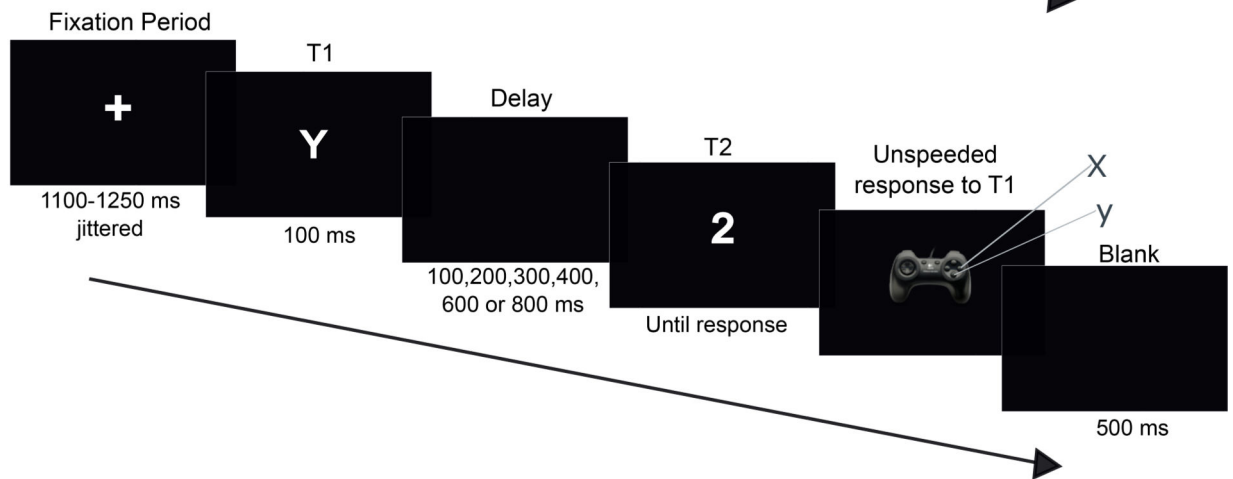 Fixation Period
+
1100-1250 ms
jittered
T1
Y
100 ms
Delay
100,200,300,400,
600 or 800 ms
T2
2
Until response
Unspeeded
response to T1
X
y
Blank
500 ms